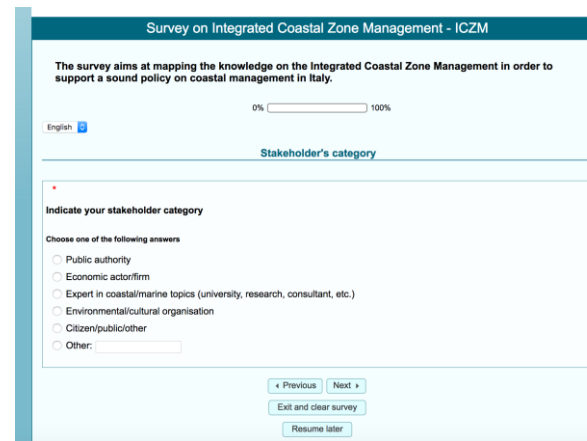 Survey on Integrated Coastal Zone Management - ICZM
The survey aims at mapping the knowledge on the Integrated Coastal Zone Management in order to
support a sound policy on coastal management in Italy.
0% 100%
English
Stakeholder's category
*
Indicate your stakeholder category
Choose one of the following answers
Public authority
Economic actor/firm
Expert in coastal/marine topics (university, research, consultant, etc.)
Environmental/cultural organisation
Citizen/public/other
Other:
Previous Next
Exit and clear survey
Resume later